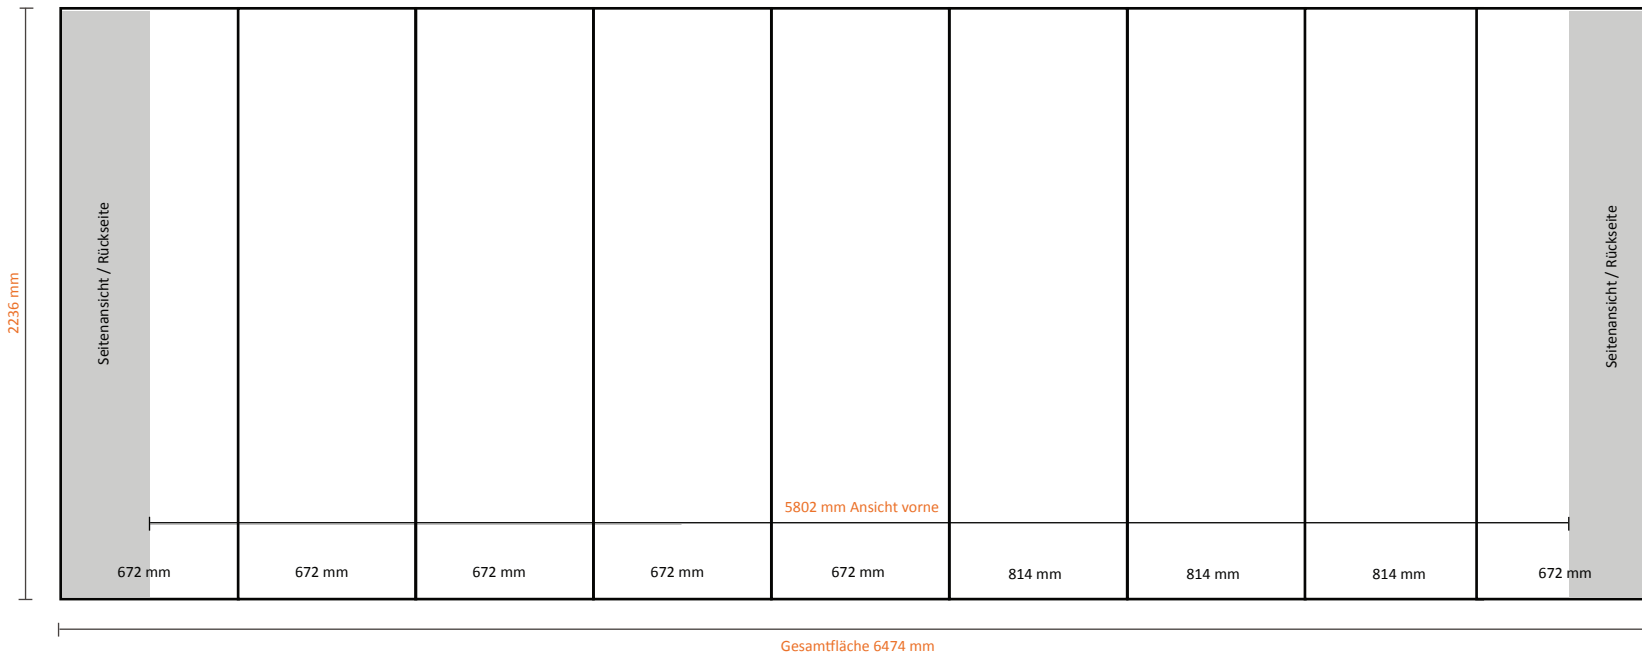 2236 mm
Seitenansicht / Rückseite
Seitenansicht / Rückseite
5802 mm Ansicht vorne
672 mm
672 mm
672 mm
672 mm
672 mm
814 mm
814 mm
814 mm
672 mm
Gesamtfläche 6474 mm